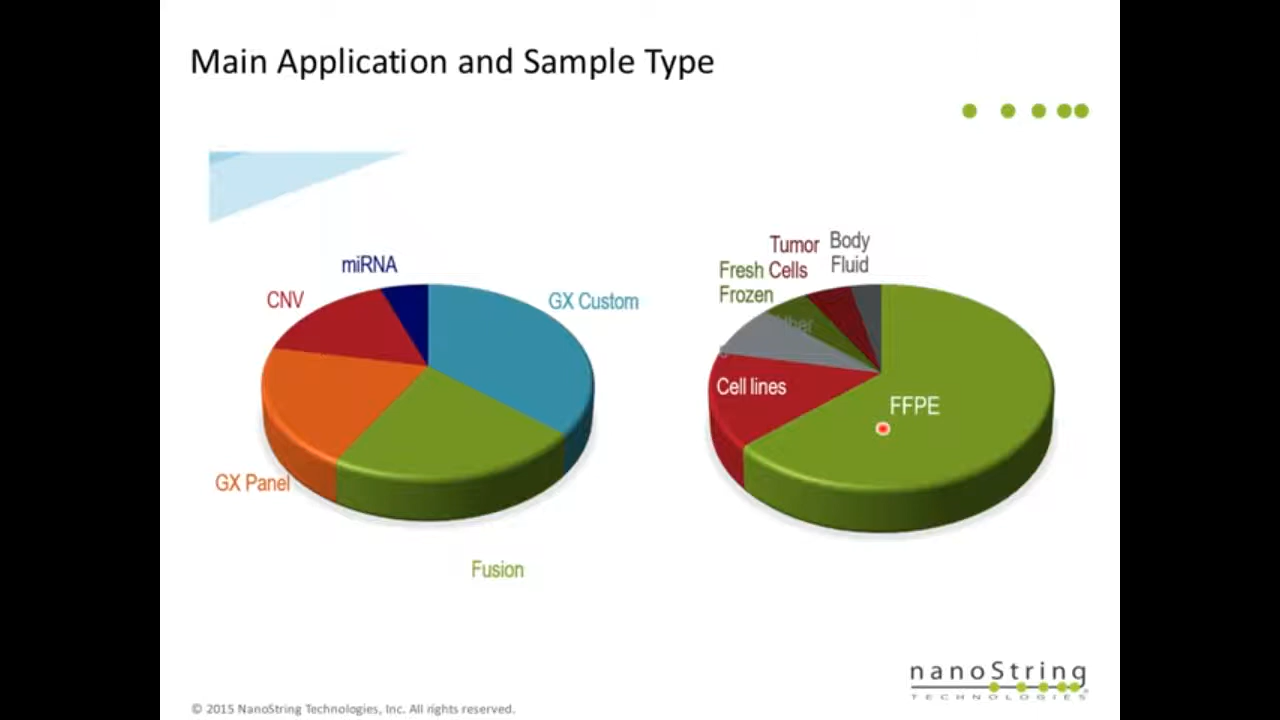 Main Application and Sample Type
miRNA
CNV
GX Custom
GX Panel
Fusion
Tumor
Cells
Body
Fluid
Fresh
Frozen
Cell lines
FFPE
nanoString
TECHNOLOGIES
© 2015 NanoString Technologies, Inc. All rights reserved.